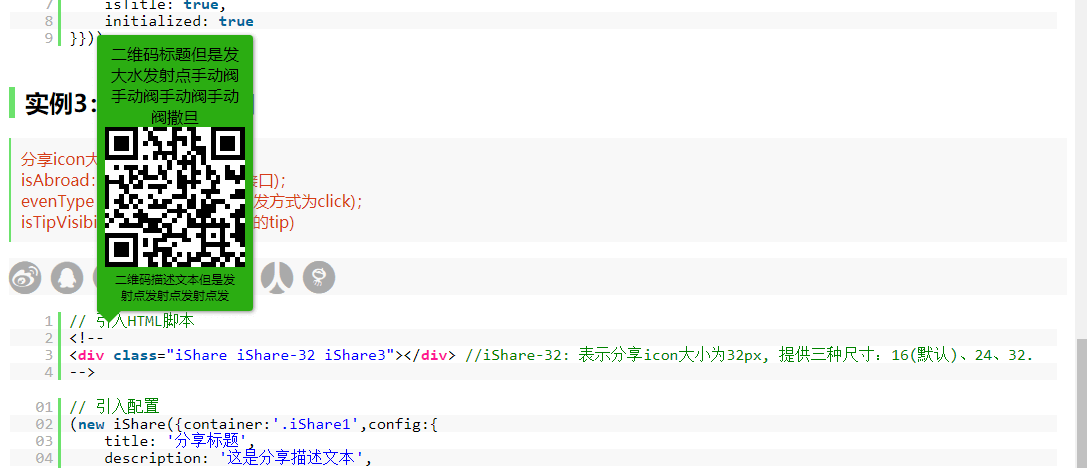 7 isTitle: true,
8 initialized: true
9 }}));
二维码标题但是发
大水发射点手动阀
手动阀手动阀手动
阀撒旦
实例3:
分享icon大
isAbroad: 接口);
evenType 发方式为click);
isTipVisibi 的tip)
二维码描述文本但是发
射点发射点发射点发
1 // 引入HTML脚本
2 <!--
3 <div class="iShare iShare-32 iShare3"></div> //iShare-32: 表示分享icon大小为32px, 提供三种尺寸: 16(默认)、24、32.
4 -->
01 // 引入配置
02 (new iShare({container:'.iShare1',config:{
03 title: '分享标题',
04 description: '这是分享描述文本',